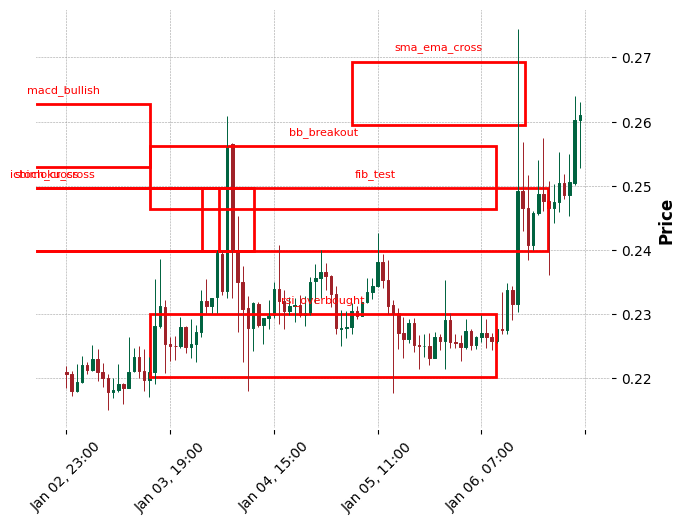 sma_ema_cross
macd_bullish
bb_breakout
stoch_cross
fib_test
rsi_overbought
0.27
0.26
0.25
0.24
0.23
0.22
Price
Jan 02, 23:00
Jan 03, 19:00
Jan 04, 15:00
Jan 05, 11:00
Jan 06, 07:00